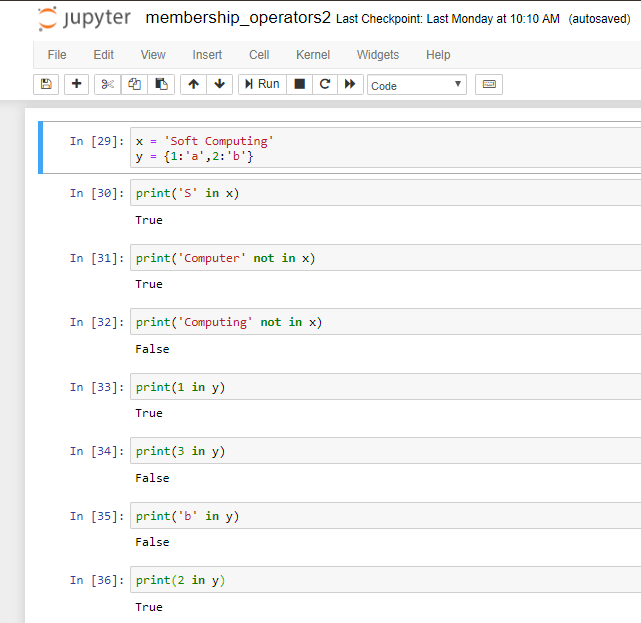 jupyter membership_operators2 Last Checkpoint: Last Monday at 10:10 AM (autosaved)
File Edit View Insert Cell Kernel Widgets Help
Run Code
In [29]: x = 'Soft Computing'
y = {1:'a',2:'b'}
In [30]: print('S' in x)
True
In [31]: print('Computer' not in x)
True
In [32]: print('Computing' not in x)
False
In [33]: print(1 in y)
True
In [34]: print(3 in y)
False
In [35]: print('b' in y)
False
In [36]: print(2 in y)
True